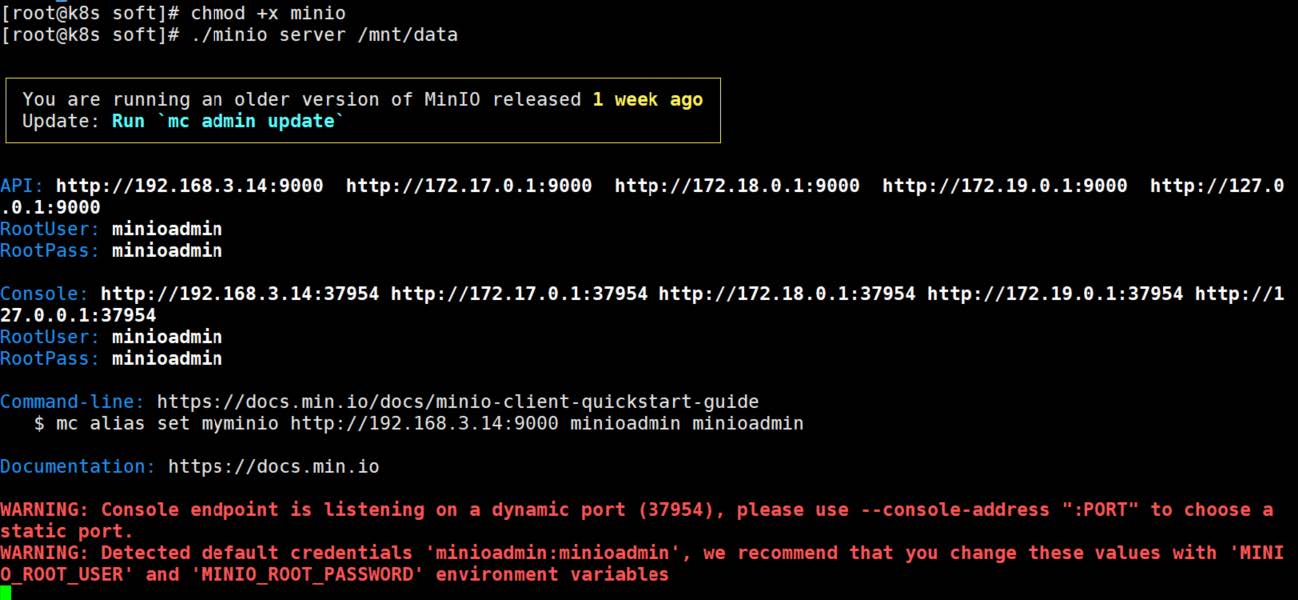 [root@k8s soft]# chmod +x minio
[root@k8s soft]# ./minio server /mnt/data
You are running an older version of MinIO released 1 week ago
Update: Run `mc admin update`
API: http://192.168.3.14:9000  http://172.17.0.1:9000  http://172.18.0.1:9000  http://172.19.0.1:9000  http://127.0
.0.1:9000
RootUser: minioadmin
RootPass: minioadmin
Console: http://192.168.3.14:37954 http://172.17.0.1:37954 http://172.18.0.1:37954 http://172.19.0.1:37954 http://1
27.0.0.1:37954
RootUser: minioadmin
RootPass: minioadmin
Command-line: https://docs.min.io/docs/minio-client-quickstart-guide
$ mc alias set myminio http://192.168.3.14:9000 minioadmin minioadmin
Documentation: https://docs.min.io
WARNING: Console endpoint is listening on a dynamic port (37954), please use --console-address ":PORT" to choose a
static port.
WARNING: Detected default credentials 'minioadmin:minioadmin', we recommend that you change these values with 'MINI
O_ROOT_USER' and 'MINIO_ROOT_PASSWORD' environment variables